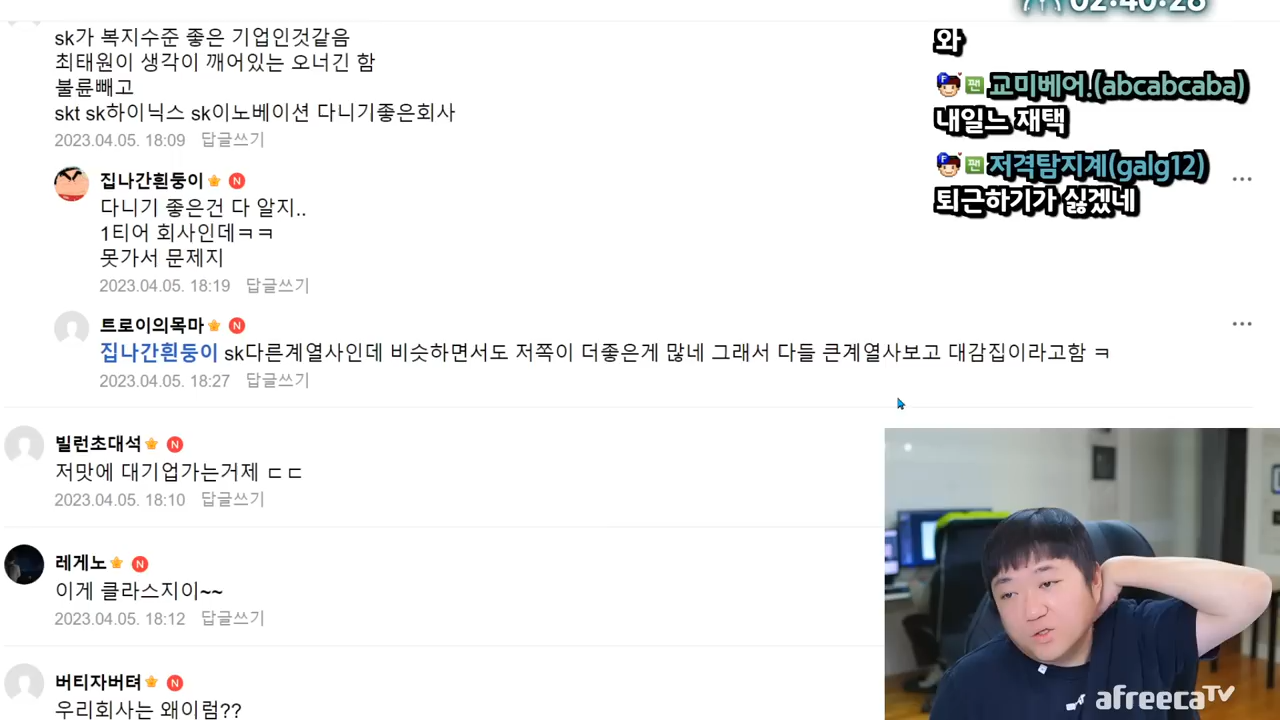 sk가 복지수준 좋은 기업인것같음
최태원이 생각이 깨어있는 오너긴 함
불륜빼고
skt sk하이닉스 sk이노베이션 다니기좋은회사
2023.04.05. 18:09 답글쓰기
집나간흰둥이 N
다니기 좋은건 다 알지..
1티어 회사인데ㅋㅋ
못가서 문제지
2023.04.05. 18:19 답글쓰기
트로이의목마 N
집나간흰둥이 sk다른계열사인데 비슷하면서도 저쪽이 더좋은게 많네 그래서 다들 큰계열사보고 대감집이라고함 ㅋ
2023.04.05. 18:27 답글쓰기
빌런초대석 N
저맛에 대기업가는거제 ㄷㄷ
2023.04.05. 18:10 답글쓰기
레게노 N
이게 클라스지이~~
2023.04.05. 18:12 답글쓰기
버티자버텨 N
우리회사는 왜이럼??
02:40:28
와
F 팬 교미베어.(abcabcaba)
내일느 재택
F 팬 저격탐지계(galg12)
퇴근하기가 싫겠네
afreecaTV